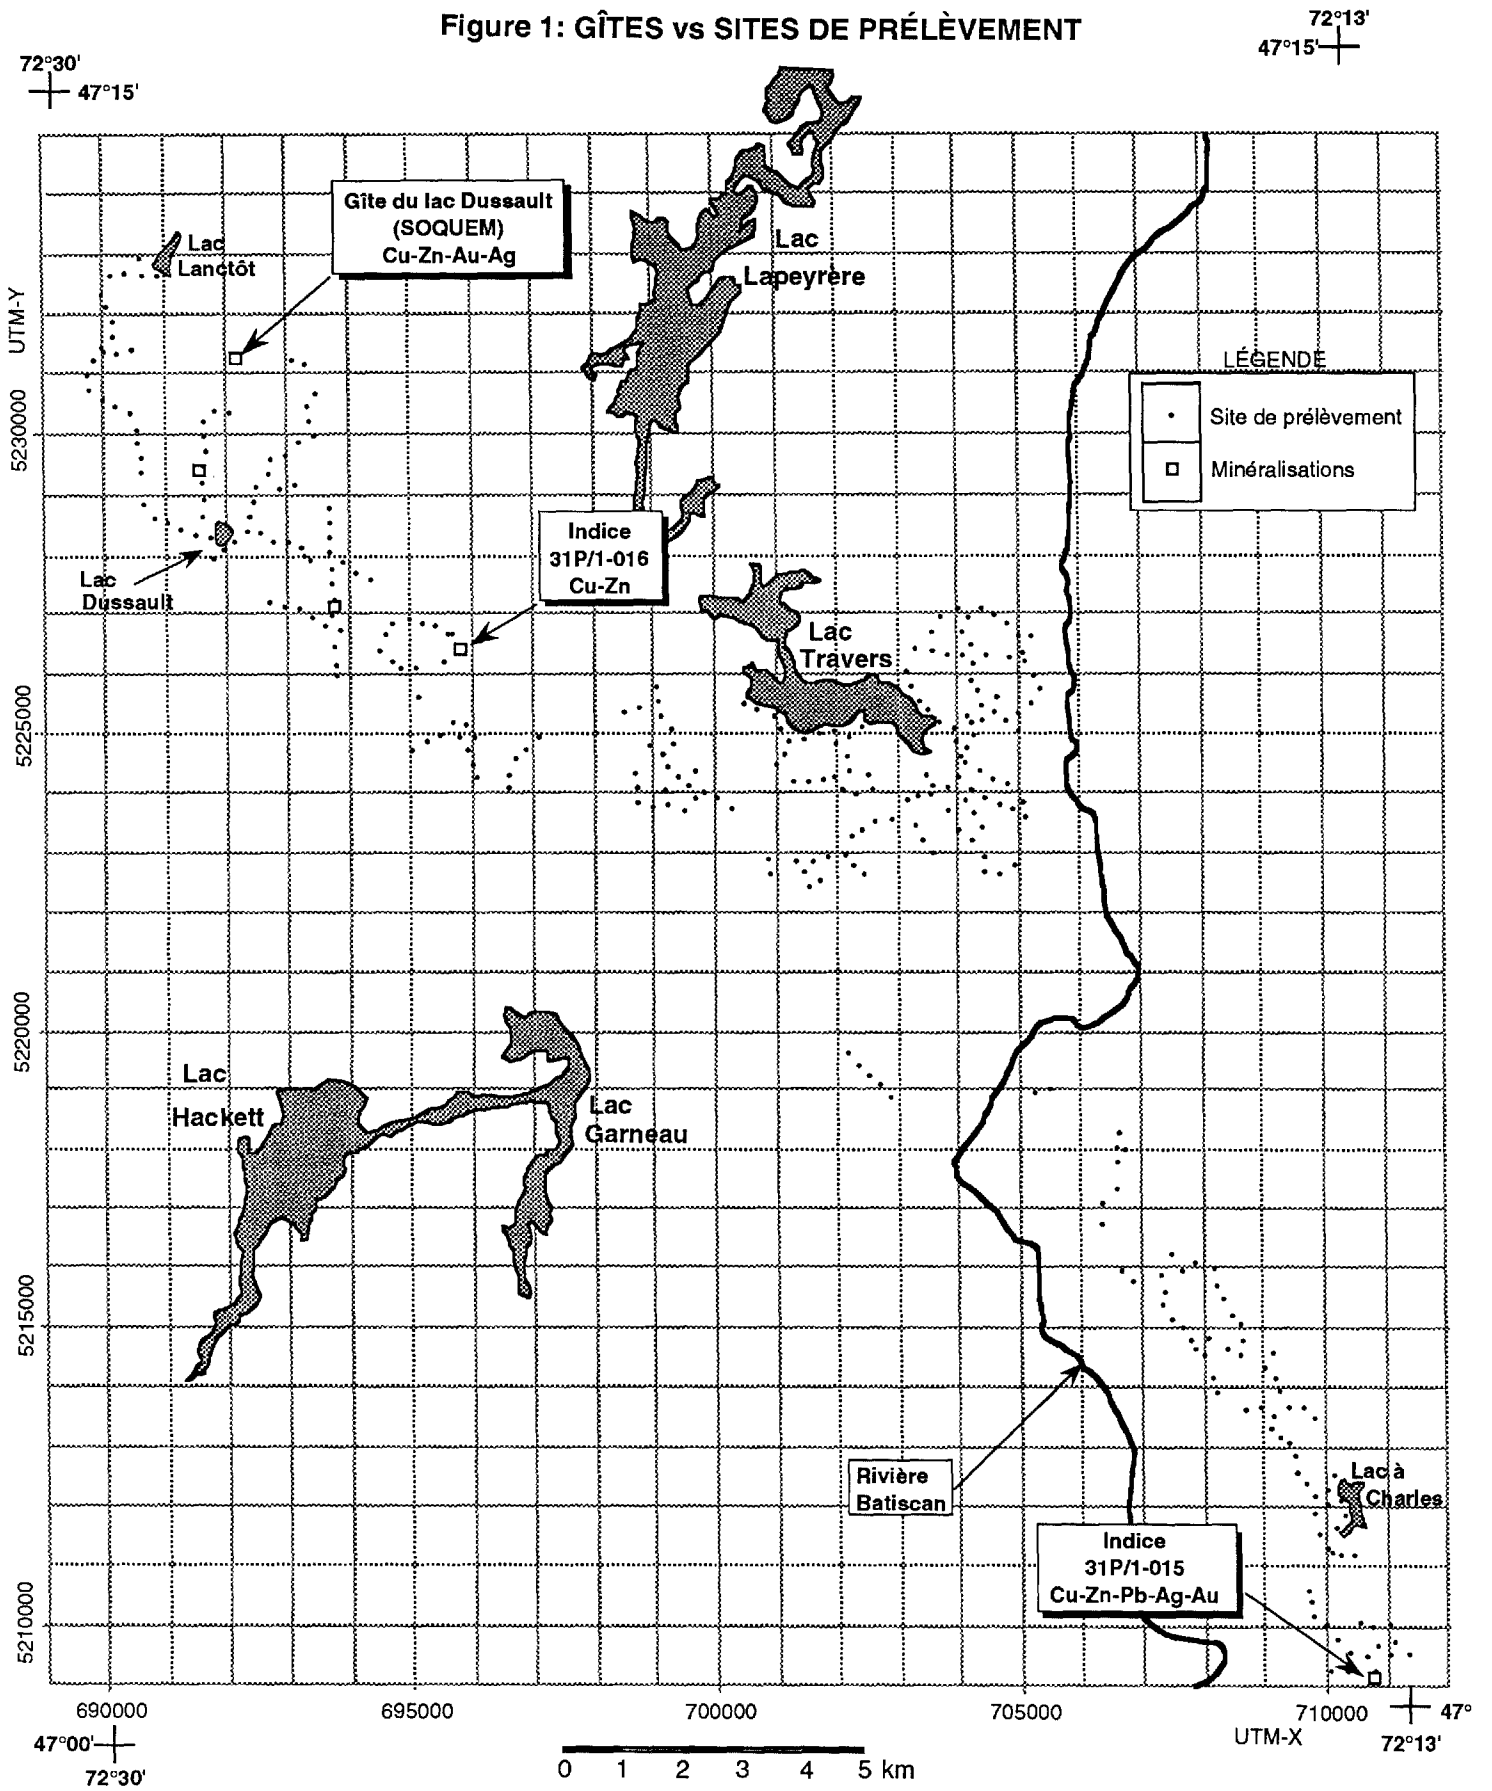 Figure 1: GÎTES vs SITES DE PRÉLÈVEMENT
72°13'
47°15'
72°30'
47°15'
Gîte du lac Dussault
(SOQUEM)
Cu-Zn-Au-Ag
Lac
Lanctôt
Lac
Lapeyrère
UTM-Y
LÉGENDE
Site de prélèvement
Minéralisations
5230000
Indice
31P/1-016
Cu-Zn
Lac
Dussault
Lac
Travers
5225000
5220000
Lac
Hackett
Lac
Garneau
5215000
Rivière
Batiscan
Lac à
Charles
Indice
31P/1-015
Cu-Zn-Pb-Ag-Au
5210000
690000
695000
700000
705000
710000
47°
UTM-X
72°13'
47°00'
72°30'
0 1 2 3 4 5 km